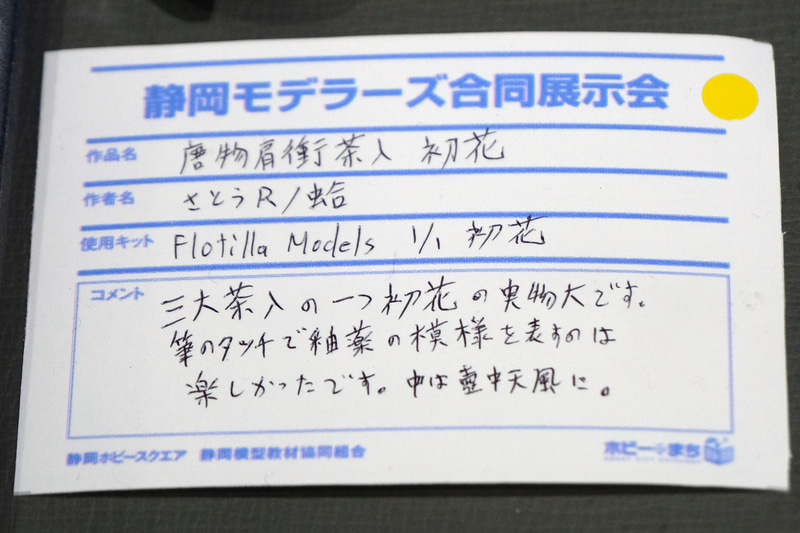 静岡モデラーズ合同展示会
作品名 唐物肩衝茶入 初花
作者名 さとうR/蛤
使用キット Flotilla Models 1/1 初花
コメント 三大茶入の一つ初花の実物大です。
筆のタッチで釉薬の模様を表すのは
楽しかったです。中は壷中天風に。
静岡ホビースクエア 静岡模型教材協同組合
ホビーのまち